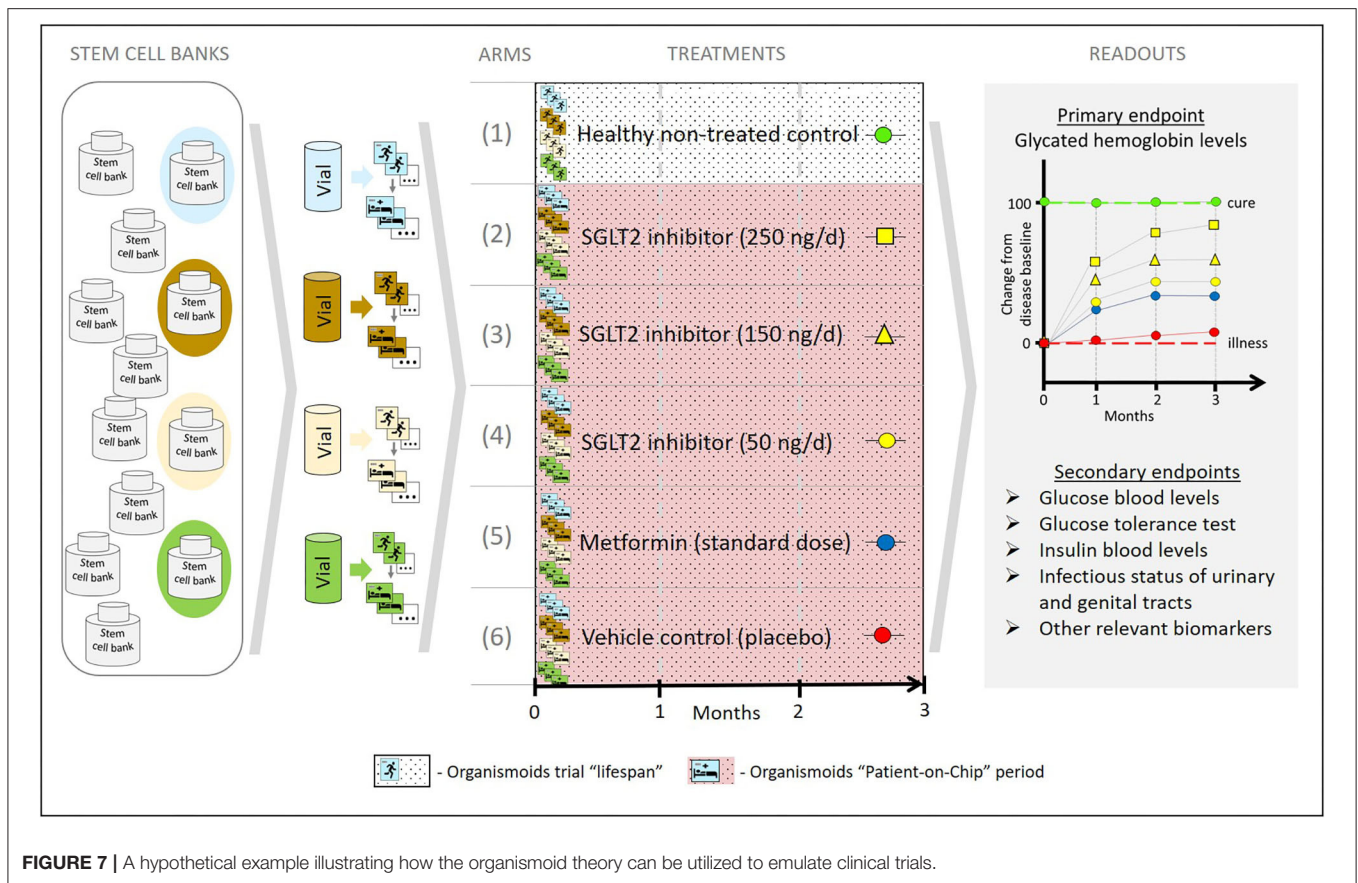 STEM CELL BANKS
Stem
cell bank
Stem
cell bank
Stem
cell bank
Stem
cell bank
Stem
cell bank
Stem
cell bank
Stem
cell bank
Stem
cell bank
Stem
cell bank
Stem
cell bank
Stem
cell bank
Stem
cell bank
Vial
...
...
Vial
...
...
Vial
...
...
Vial
...
...
ARMS
TREATMENTS
(1)
Healthy non-treated control
(2)
SGLT2 inhibitor (250 ng/d)
(3)
SGLT2 inhibitor (150 ng/d)
(4)
SGLT2 inhibitor (50 ng/d)
(5)
Metformin (standard dose)
(6)
Vehicle control (placebo)
0
1
Months
2
3
READOUTS
Primary endpoint
Glycated hemoglobin levels
Change from
disease baseline
100
0
cure
illness
0
1
2
3
Months
Secondary endpoints
➢ Glucose blood levels
➢ Glucose tolerance test
➢ Insulin blood levels
➢ Infectious status of urinary
and genital tracts
➢ Other relevant biomarkers
- Organismoids trial "lifespan"
- Organismoids "Patient-on-Chip" period
FIGURE 7 | A hypothetical example illustrating how the organismoid theory can be utilized to emulate clinical trials.